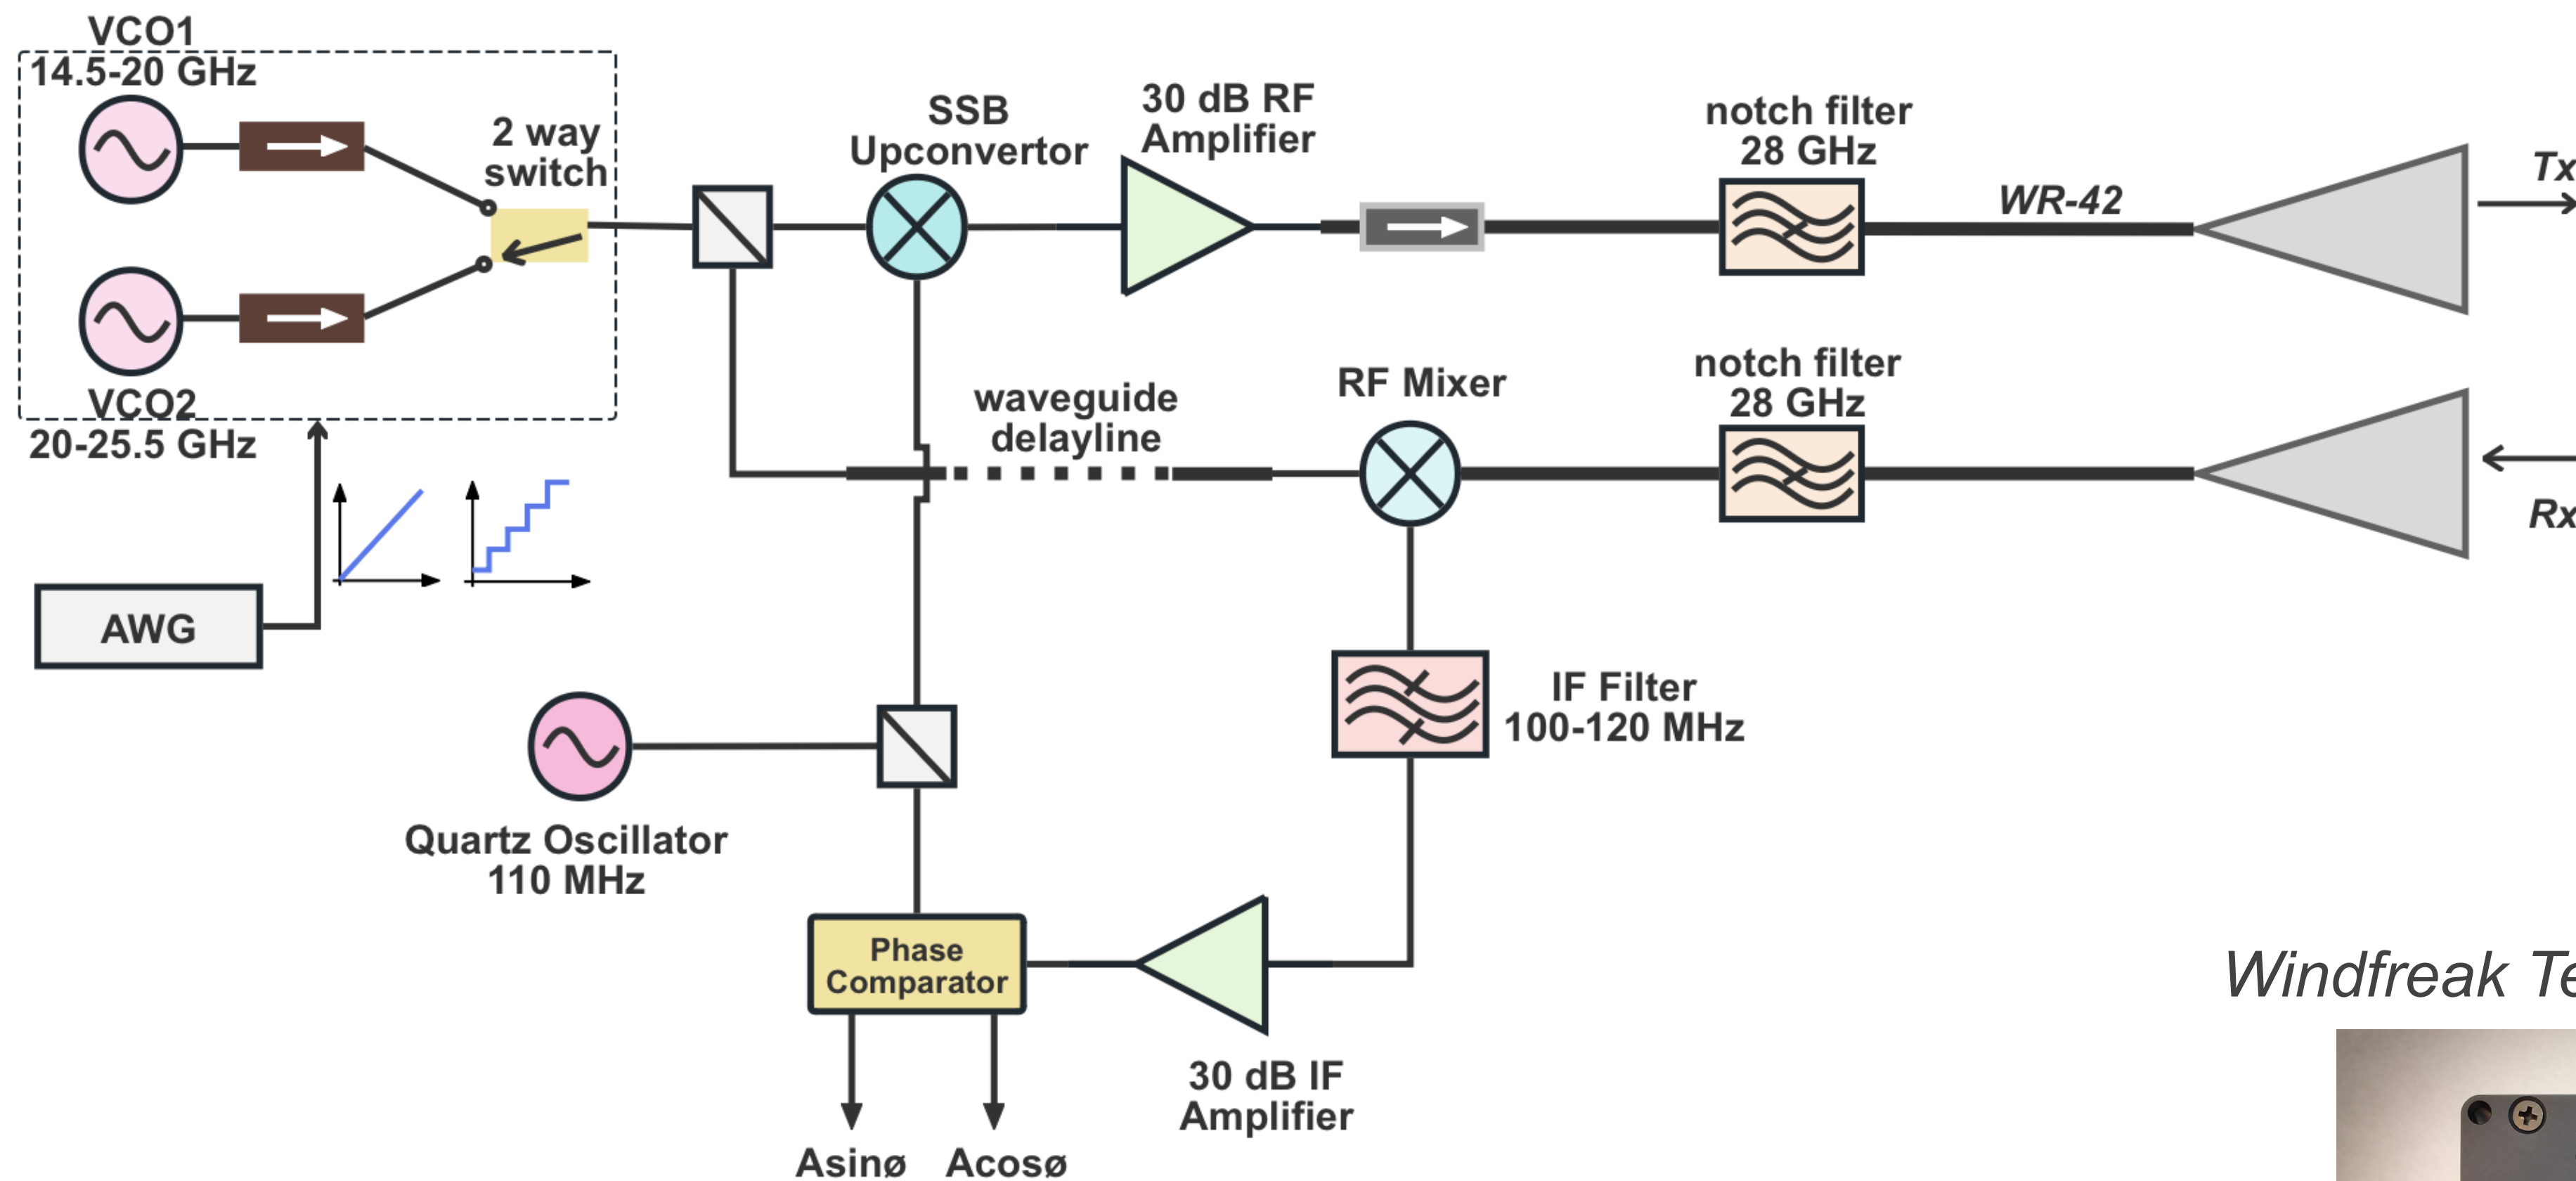 VCO1
14.5-20 GHz
2 way
switch
VCO2
20-25.5 GHz
AWG
SSB
Upconvertor
30 dB RF
Amplifier
notch filter
28 GHz
WR-42
Tx
waveguide
delayline
RF Mixer
notch filter
28 GHz
Rx
IF Filter
100-120 MHz
Quartz Oscillator
110 MHz
Phase
Comparator
30 dB IF
Amplifier
Asinø
Acosø
Windfreak Te